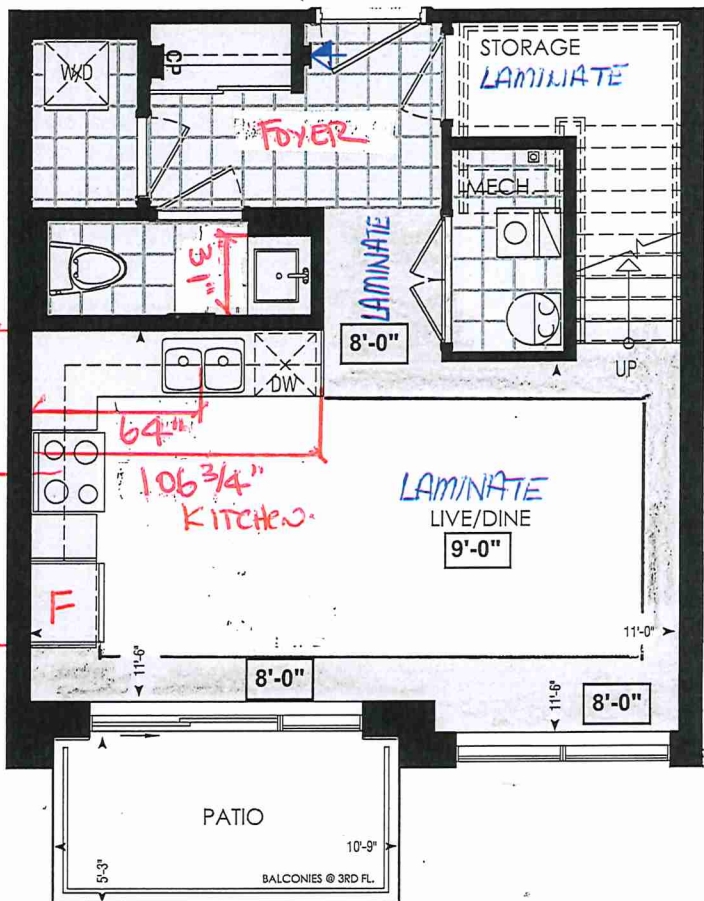 W/D
CP
FOYER
STORAGE
LAMINATE
MECH.
31"
LAMINATE
8'-0"
UP
DW
64"
106 3/4"
KITCHEN.
LAMINATE
LIVE/DINE
9'-0"
F
11'-0"
11'-6"
8'-0"
11'-6"
8'-0"
PATIO
10'-9"
5'-3"
BALCONIES @ 3RD FL.